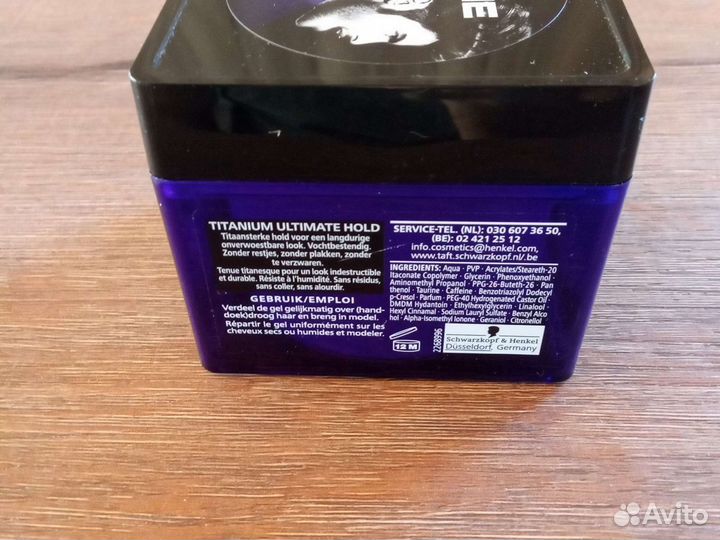 NE
TITANIUM ULTIMATE HOLD
Titaansterke hold voor een langdurige
onverwoestbare look. Vochtbestendig.
Zonder restjes, zonder plakken, zonder
te verzwaren.
Tenue titanesque pour un look indestructible
et durable. Résiste à l'humidité. Sans résidus,
sans coller, sans alourdir.
GEBRUIK/EMPLOI
Verdeel de gel gelijkmatig over (hand-
doek)droog haar en breng in model.
Répartir le gel uniformément sur les
cheveux secs ou humides et modeler.
SERVICE-TEL. (NL): 030 607 36 50,
(BE): 02 421 25 12
info.cosmetics@henkel.com,
www.taft.schwarzkopf.nl/.be
INGREDIENTS: Aqua · PVP · Acrylates/Steareth-20
Itaconate Copolymer · Glycerin · Phenoxyethanol ·
Aminomethyl Propanol · PPG-26-Buteth-26 · Pan
thenol · Taurine · Caffeine · Benzotriazolyl Dodecyl
p-Cresol · Parfum · PEG-40 Hydrogenated Castor Oil ·
DMDM Hydantoin · Ethylhexylglycerin · Linalool ·
Hexyl Cinnamal · Sodium Lauryl Sulfate · Benzyl Alco
hol · Alpha-Isomethyl Ionone · Geraniol · Citronellol
12 M
2268996
Schwarzkopf & Henkel
Düsseldorf, Germany
Avito